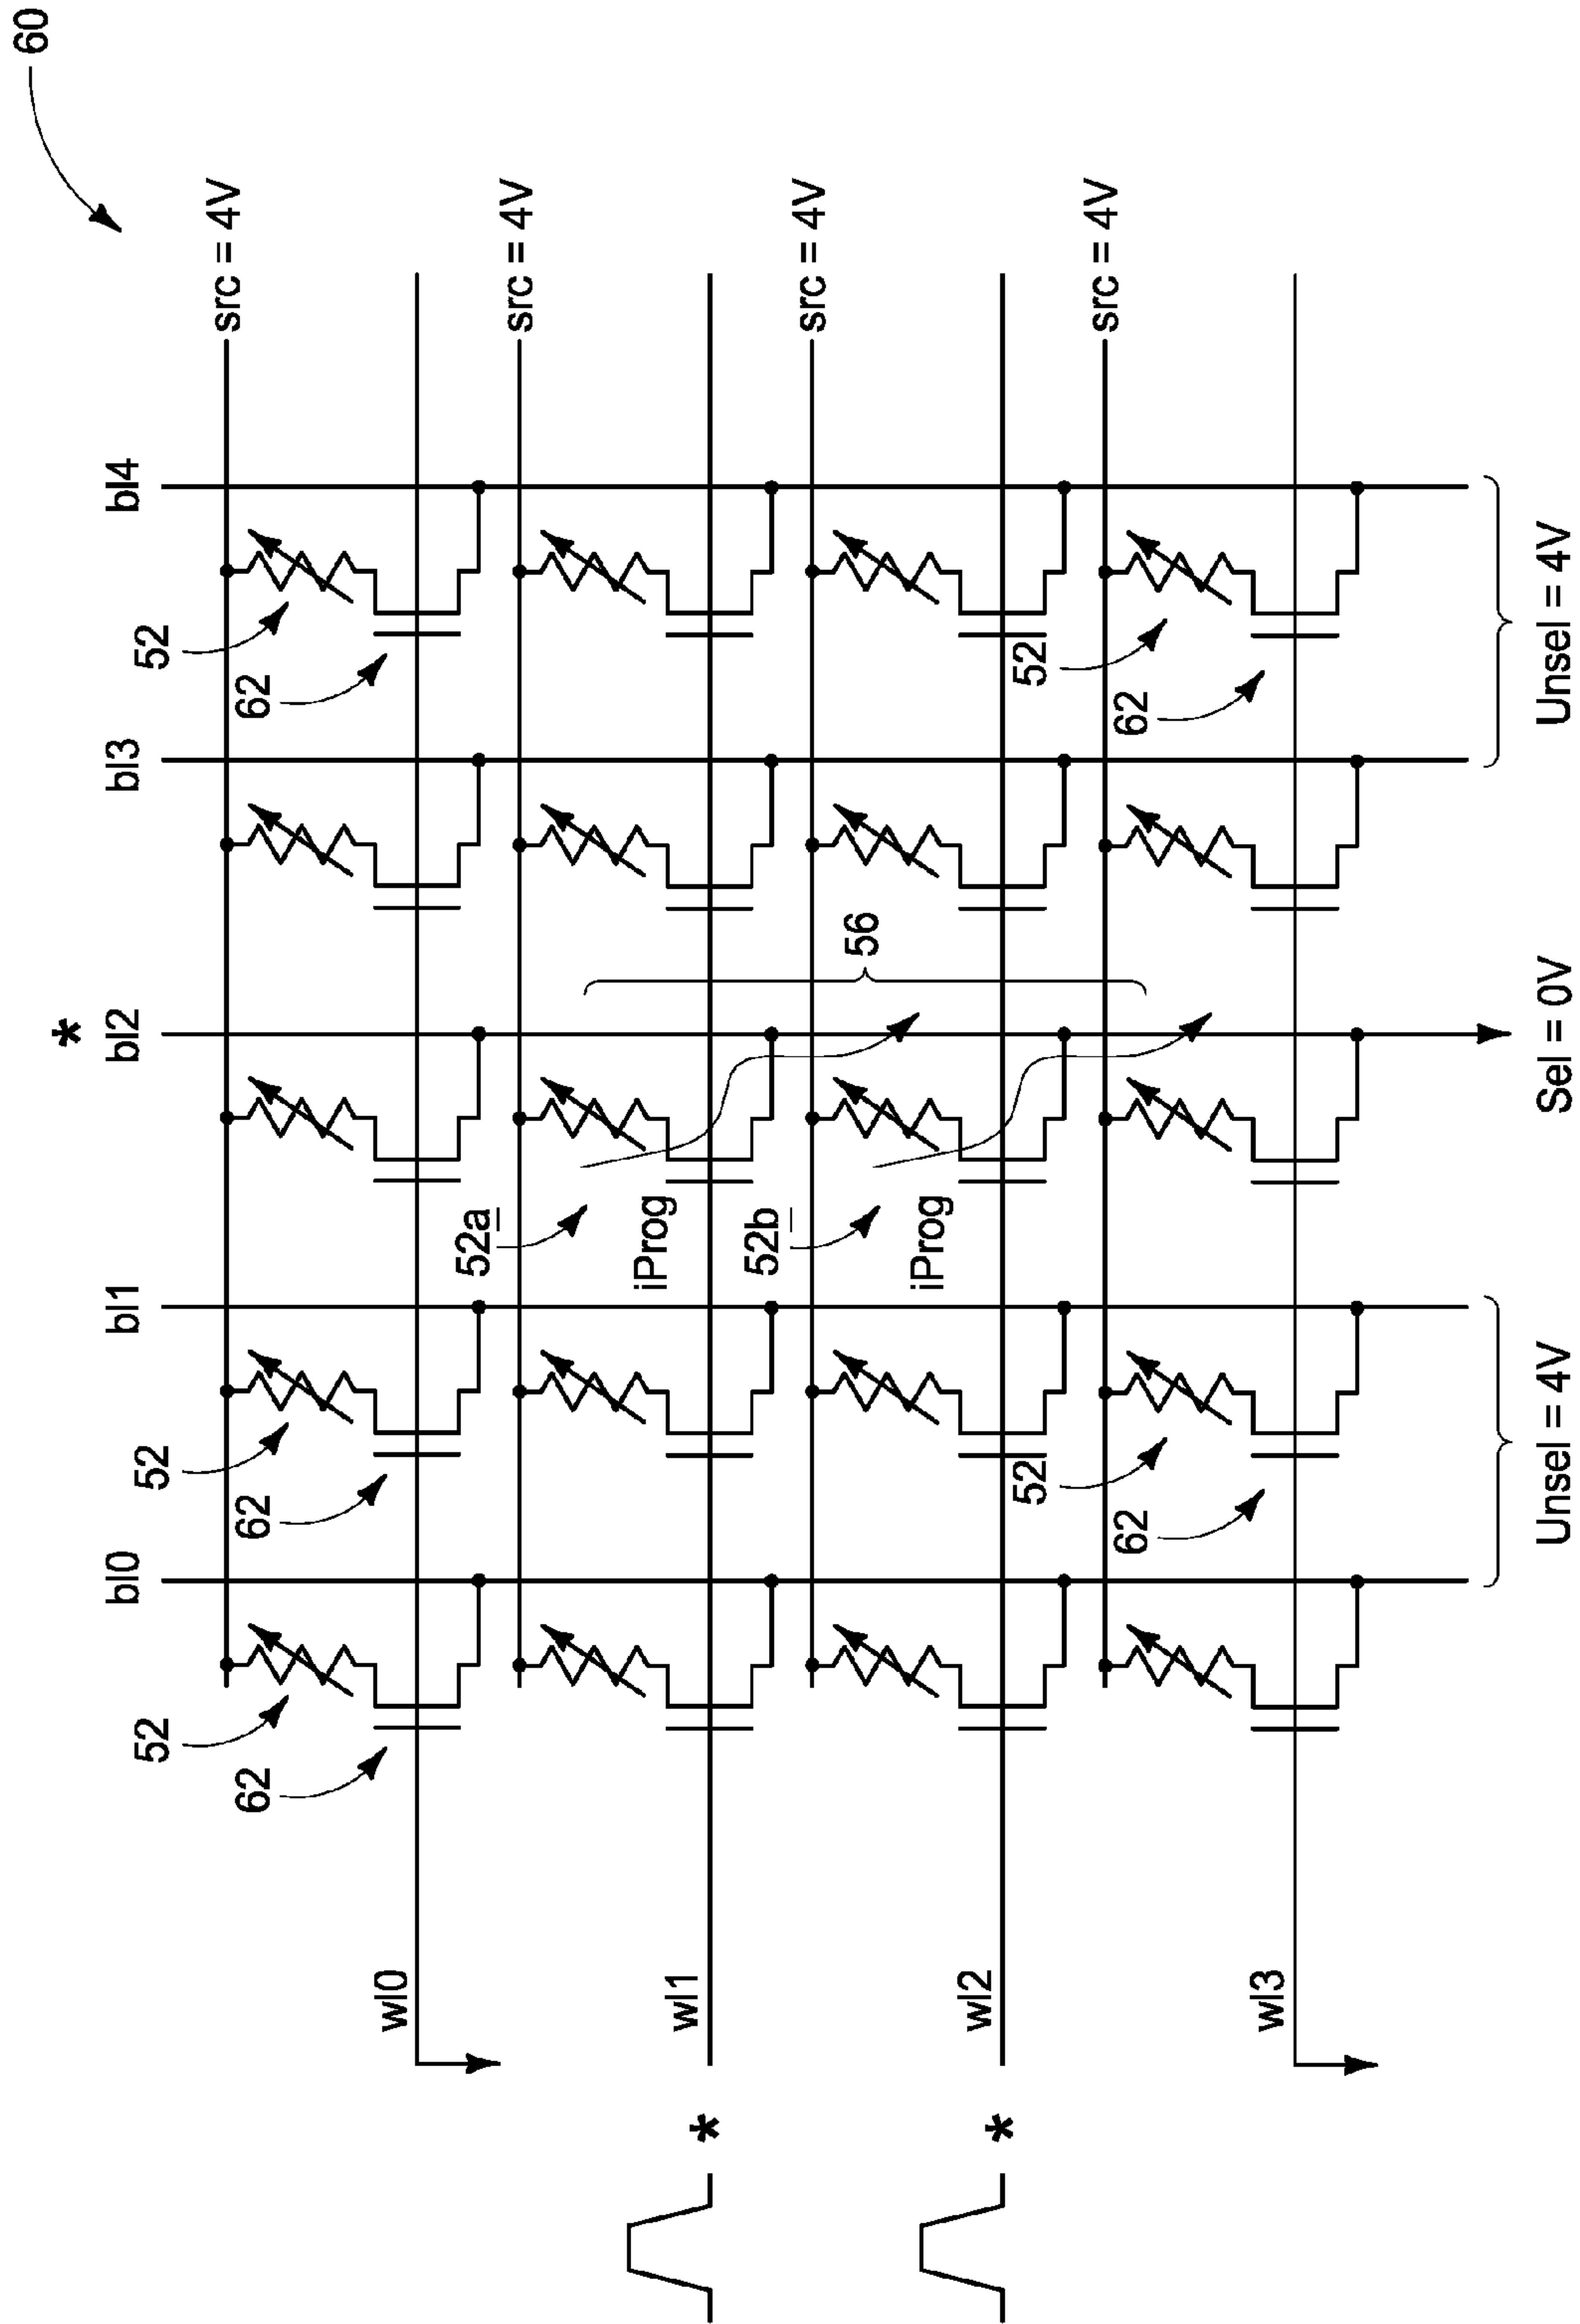 60
*
bl0 bl1 bl2 bl3 bl4
52 52 52
src = 4V
62 62 62
wl0
52a
src = 4V
iProg
wl1
*
52b
src = 4V
56
iProg
wl2
*
52 52
src = 4V
62 62
wl3
Unsel = 4V Sel = 0V Unsel = 4V